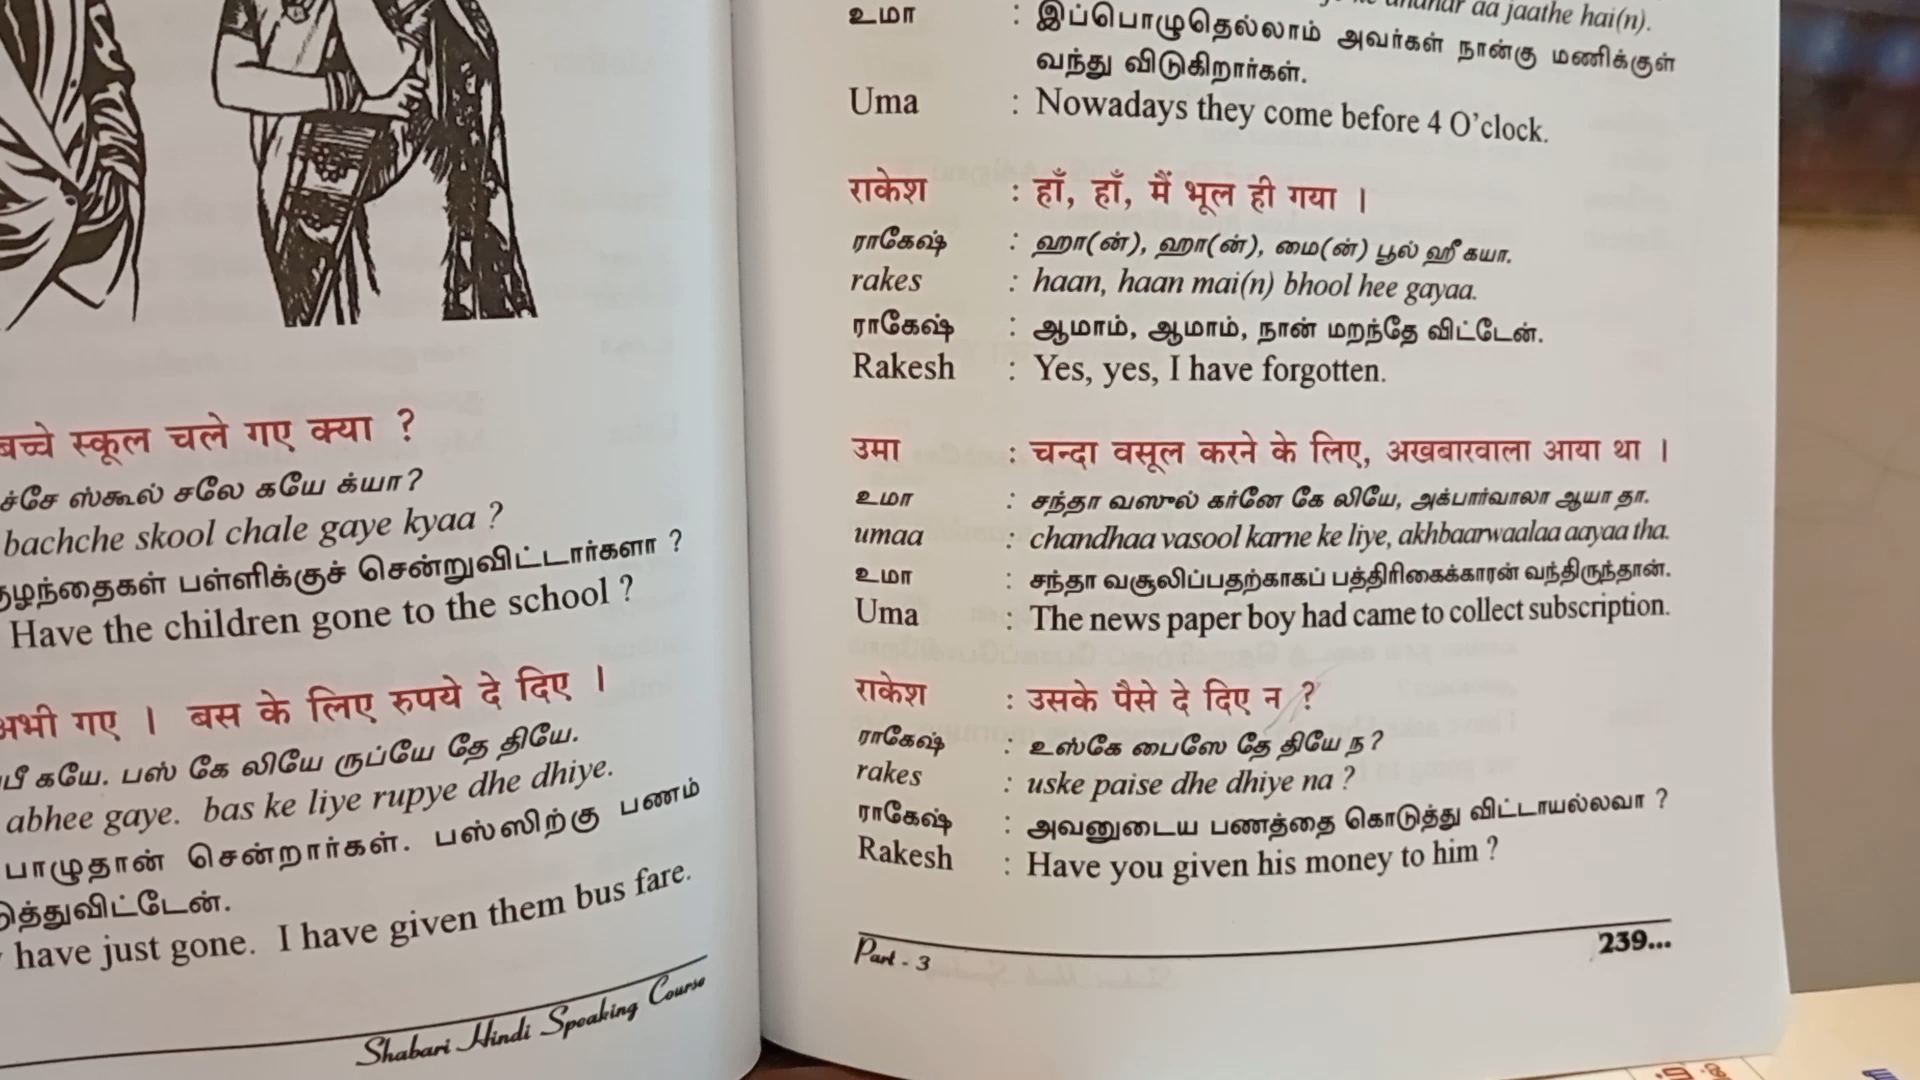 बच्चे स्कूल चले गए क्या ?
ச்சே ஸ்கூல் சலே கயே க்யா?
bachche skool chale gaye kyaa ?
குழந்தைகள் பள்ளிக்குச் சென்றுவிட்டார்களா ?
Have the children gone to the school ?
अभी गए । बस के लिए रुपये दे दिए ।
பீ கயே. பஸ் கே லியே ருப்யே தே தியே.
abhee gaye. bas ke liye rupye dhe dhiye.
பாழுதான் சென்றார்கள். பஸ்ஸிற்கு பணம்
டுத்துவிட்டேன்.
have just gone. I have given them bus fare.
Shabari Hindi Speaking Course
aa jaathe hai(n).
உமா : இப்பொழுதெல்லாம் அவர்கள் நான்கு மணிக்குள்
வந்து விடுகிறார்கள்.
Uma : Nowadays they come before 4 O'clock.
राकेश : हाँ, हाँ, मैं भूल ही गया ।
ராகேஷ் : ஹா(ன்), ஹா(ன்), மை(ன்) பூல் ஹீ கயா.
rakes : haan, haan mai(n) bhool hee gayaa.
ராகேஷ் : ஆமாம், ஆமாம், நான் மறந்தே விட்டேன்.
Rakesh : Yes, yes, I have forgotten.
उमा : चन्दा वसूल करने के लिए, अखबारवाला आया था ।
உமா : சந்தா வஸுல் கர்னே கே லியே, அக்பார்வாலா ஆயா தா.
umaa : chandhaa vasool karne ke liye, akhbaarwaalaa aayaa tha.
உமா : சந்தா வசூலிப்பதற்காகப் பத்திரிகைக்காரன் வந்திருந்தான்.
Uma : The news paper boy had came to collect subscription.
राकेश : उसके पैसे दे दिए न ?
ராகேஷ் : உஸ்கே பைஸே தே தியே ந ?
rakes : uske paise dhe dhiye na ?
ராகேஷ் : அவனுடைய பணத்தை கொடுத்து விட்டாயல்லவா ?
Rakesh : Have you given his money to him ?
Part - 3 239...